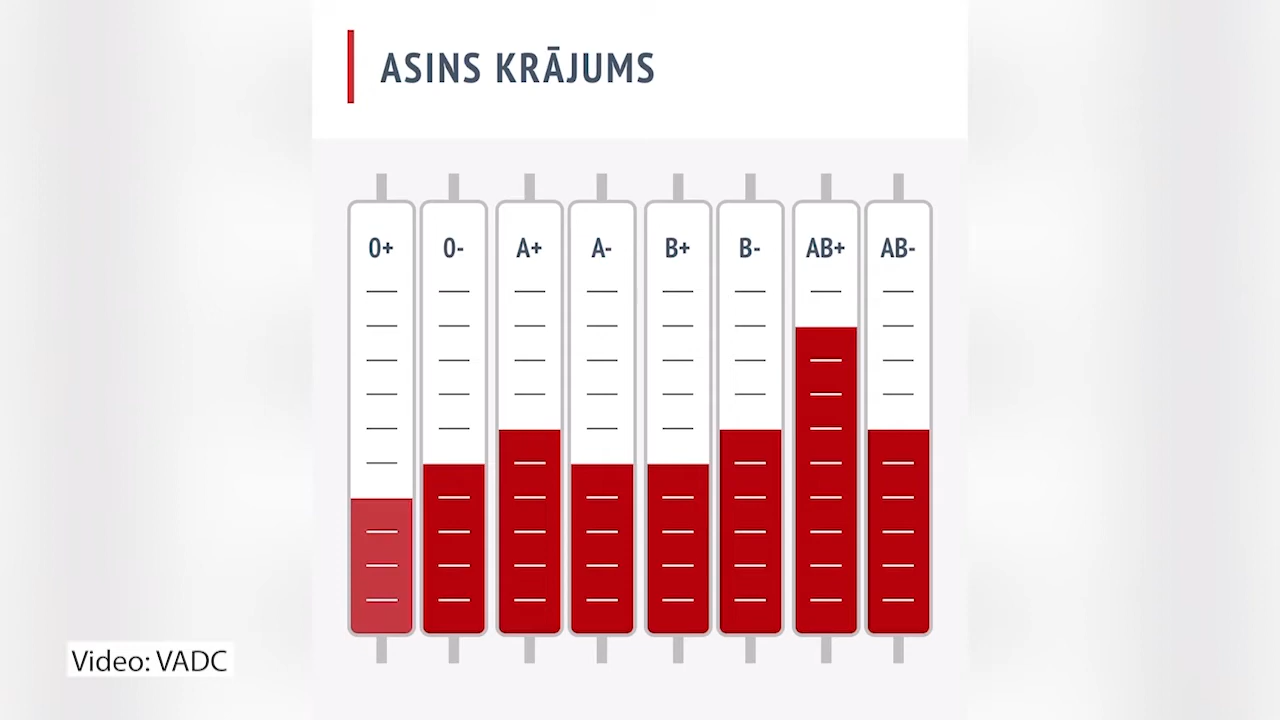 ASINS KRĀJUMS
0+ 0- A+ A- B+ B- AB+ AB-
Video: VADC